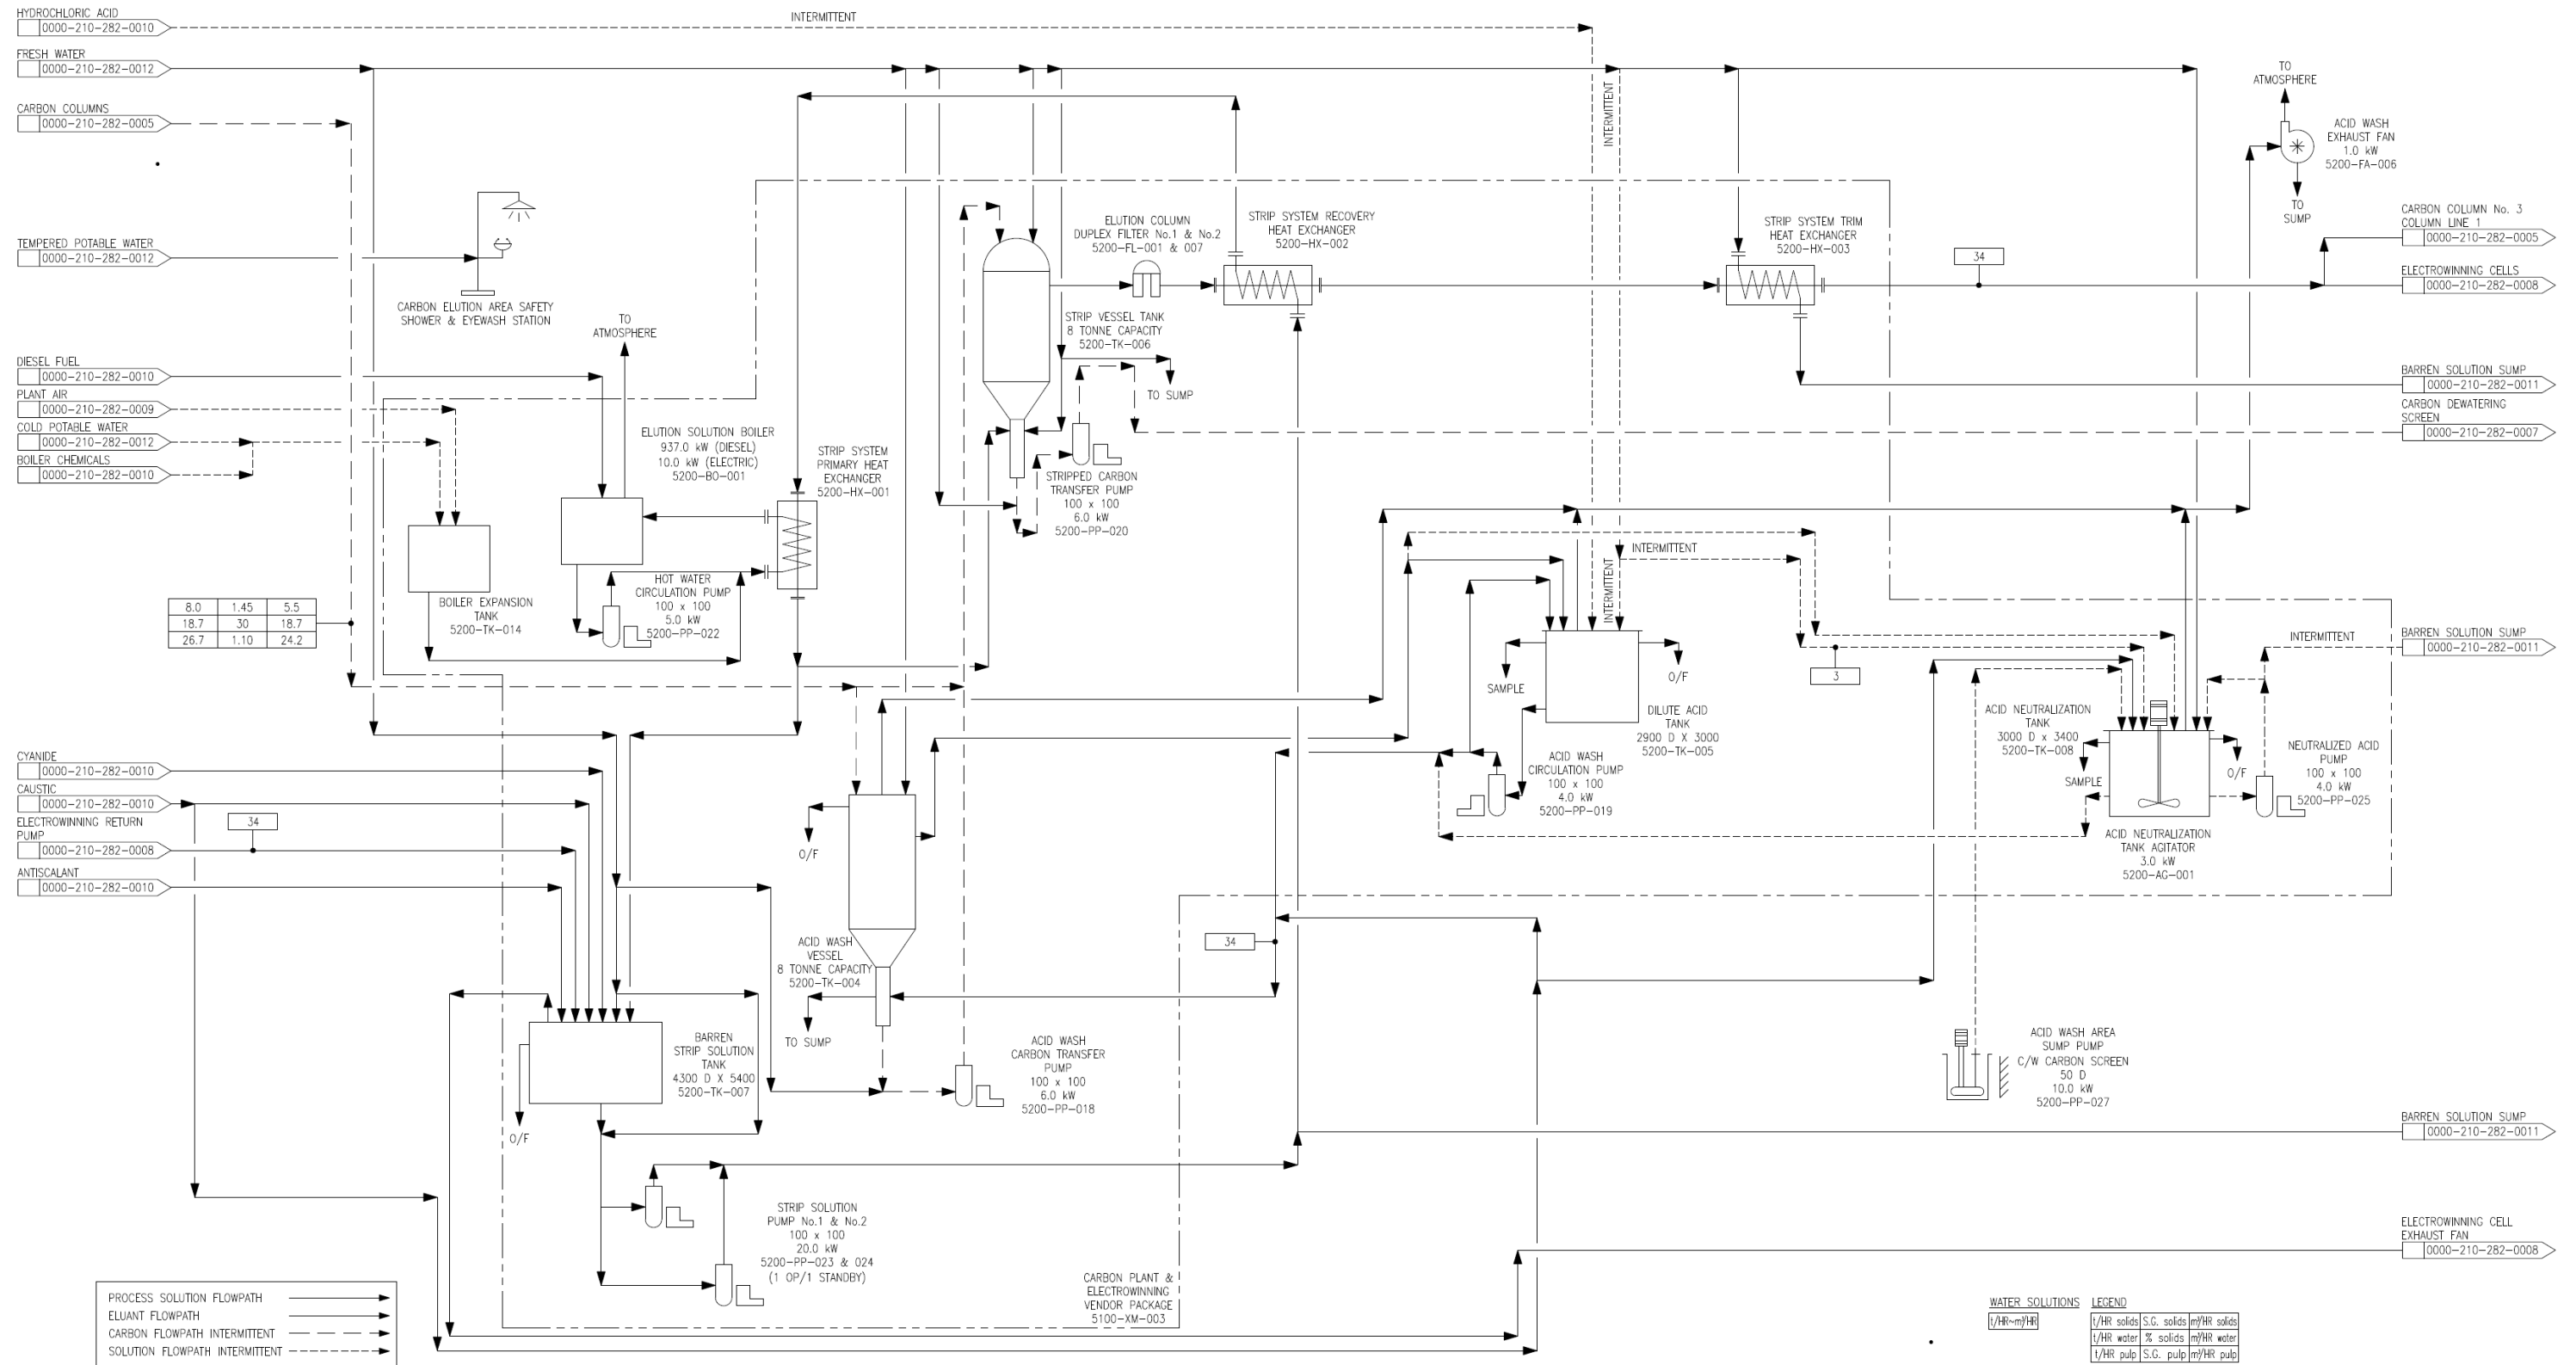 HYDROCHLORIC ACID
0000-210-282-0010
INTERMITTENT
FRESH WATER
0000-210-282-0012
CARBON COLUMNS
0000-210-282-0005
INTERMITTENT
TO
ATMOSPHERE
ACID WASH
EXHAUST FAN
1.0 kW
5200-FA-006
TO
SUMP
TEMPERED POTABLE WATER
0000-210-282-0012
CARBON ELUTION AREA SAFETY
SHOWER & EYEWASH STATION
ELUTION COLUMN
DUPLEX FILTER No.1 & No.2
5200-FL-001 & 007
STRIP SYSTEM RECOVERY
HEAT EXCHANGER
5200-HX-002
STRIP SYSTEM TRIM
HEAT EXCHANGER
5200-HX-003
34
CARBON COLUMN No. 3
COLUMN LINE 1
0000-210-282-0005
ELECTROWINNING CELLS
0000-210-282-0008
TO
ATMOSPHERE
STRIP VESSEL TANK
8 TONNE CAPACITY
5200-TK-006
TO SUMP
DIESEL FUEL
0000-210-282-0010
PLANT AIR
0000-210-282-0009
COLD POTABLE WATER
0000-210-282-0012
BOILER CHEMICALS
0000-210-282-0010
BARREN SOLUTION SUMP
0000-210-282-0011
CARBON DEWATERING
SCREEN
0000-210-282-0007
ELUTION SOLUTION BOILER
937.0 kW (DIESEL)
10.0 kW (ELECTRIC)
5200-BO-001
STRIP SYSTEM
PRIMARY HEAT
EXCHANGER
5200-HX-001
STRIPPED CARBON
TRANSFER PUMP
100 x 100
6.0 kW
5200-PP-020
BOILER EXPANSION
TANK
5200-TK-014
HOT WATER
CIRCULATION PUMP
100 x 100
5.0 kW
5200-PP-022
8.0 1.45 5.5
18.7 30 18.7
26.7 1.10 24.2
INTERMITTENT
INTERMITTENT
SAMPLE
O/F
3
INTERMITTENT
BARREN SOLUTION SUMP
0000-210-282-0011
DILUTE ACID
TANK
2900 D X 3000
5200-TK-005
ACID WASH
CIRCULATION PUMP
100 x 100
4.0 kW
5200-PP-019
ACID NEUTRALIZATION
TANK
3000 D x 3400
5200-TK-008
SAMPLE
O/F
NEUTRALIZED ACID
PUMP
100 x 100
4.0 kW
5200-PP-025
ACID NEUTRALIZATION
TANK AGITATOR
3.0 kW
5200-AG-001
CYANIDE
0000-210-282-0010
CAUSTIC
0000-210-282-0010
ELECTROWINNING RETURN
PUMP
0000-210-282-0008
34
ANTISCALANT
0000-210-282-0010
O/F
ACID WASH
VESSEL
8 TONNE CAPACITY
5200-TK-004
TO SUMP
34
BARREN
STRIP SOLUTION
TANK
4300 D X 5400
5200-TK-007
O/F
ACID WASH
CARBON TRANSFER
PUMP
100 x 100
6.0 kW
5200-PP-018
ACID WASH AREA
SUMP PUMP
C/W CARBON SCREEN
50 D
10.0 kW
5200-PP-027
BARREN SOLUTION SUMP
0000-210-282-0011
STRIP SOLUTION
PUMP No.1 & No.2
100 x 100
20.0 kW
5200-PP-023 & 024
(1 OP/1 STANDBY)
CARBON PLANT &
ELECTROWINNING
VENDOR PACKAGE
5100-XM-003
ELECTROWINNING CELL
EXHAUST FAN
0000-210-282-0008
PROCESS SOLUTION FLOWPATH
ELUANT FLOWPATH
CARBON FLOWPATH INTERMITTENT
SOLUTION FLOWPATH INTERMITTENT
WATER SOLUTIONS
t/HR~m³/HR
LEGEND
t/HR solids S.G. solids m³/HR solids
t/HR water % solids m³/HR water
t/HR pulp S.G. pulp m³/HR pulp